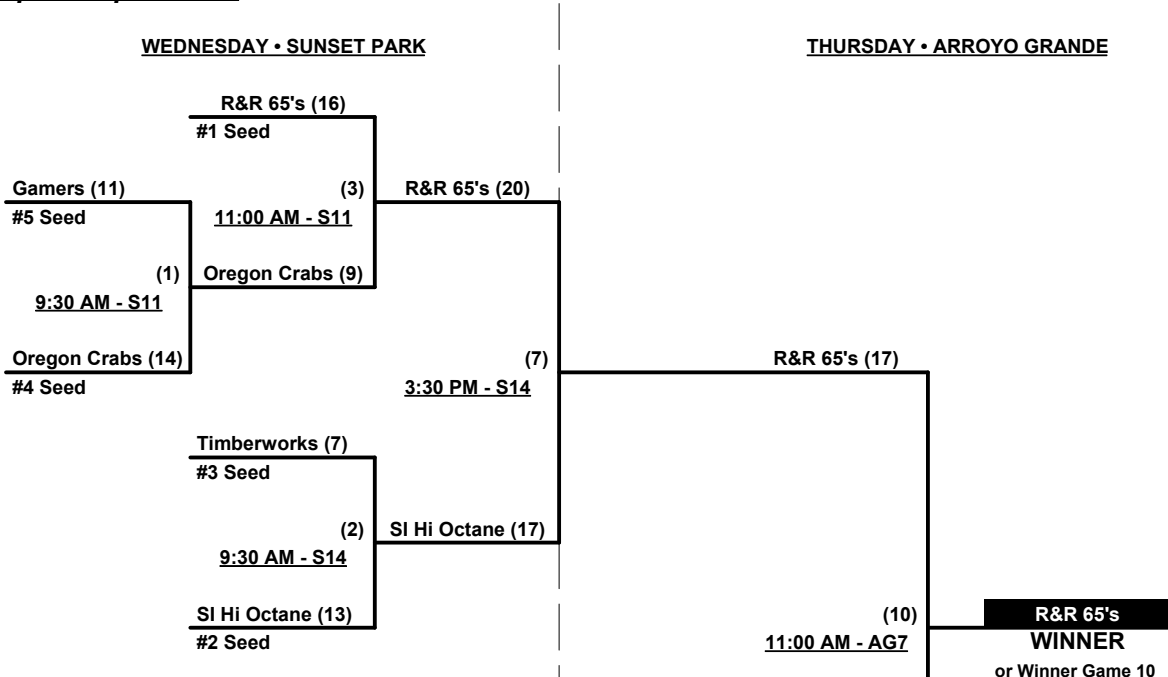 WEDNESDAY • SUNSET PARK
THURSDAY • ARROYO GRANDE
R&R 65's (16)
#1 Seed
Gamers (11)
(3)
R&R 65's (20)
#5 Seed
11:00 AM - S11
(1)
Oregon Crabs (9)
9:30 AM - S11
Oregon Crabs (14)
(7)
R&R 65's (17)
#4 Seed
3:30 PM - S14
Timberworks (7)
#3 Seed
(2)
SI Hi Octane (17)
9:30 AM - S14
SI Hi Octane (13)
(10)
R&R 65's
#2 Seed
11:00 AM - AG7
WINNER
or Winner Game 10